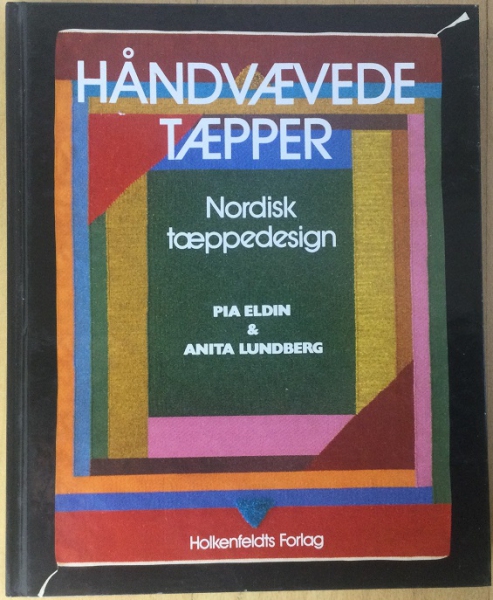 HÅNDVÆVEDE
TÆPPER
Nordisk
tæppedesign
PIA ELDIN
&
ANITA LUNDBERG
Holkenfeldts Forlag